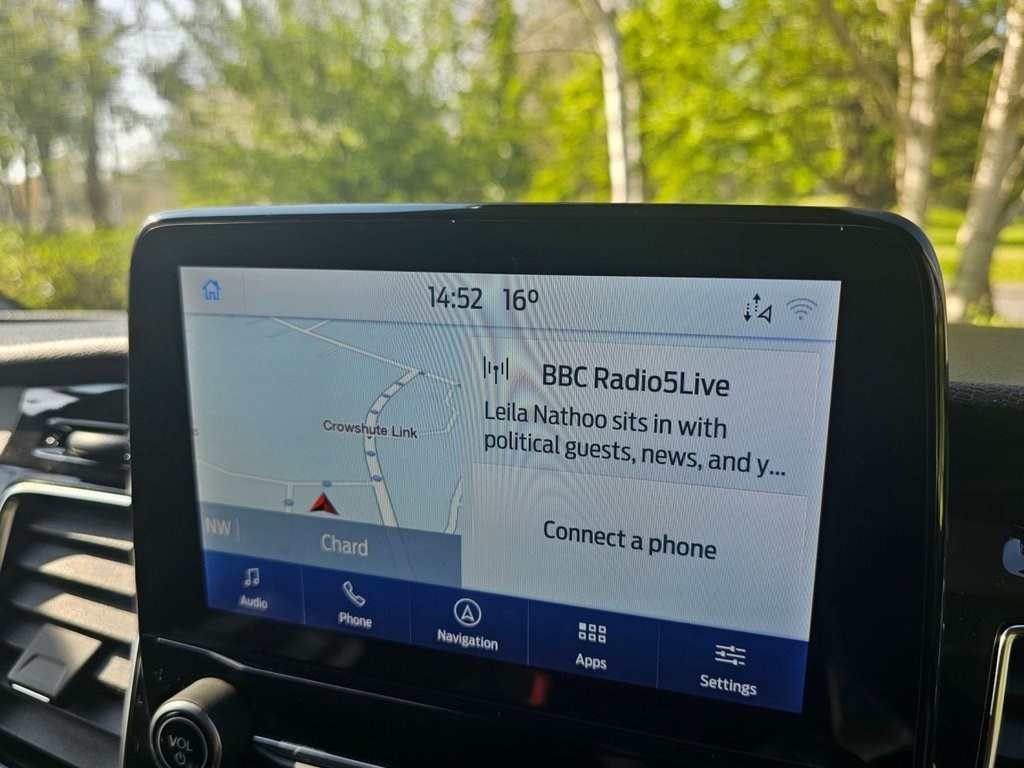 14:52 16º
BBC Radio5Live
Leila Nathoo sits in with
political guests, news, and y...
Crowshute Link
NW
Chard
Connect a phone
Audio
Phone
Navigation
Apps
Settings
VOL